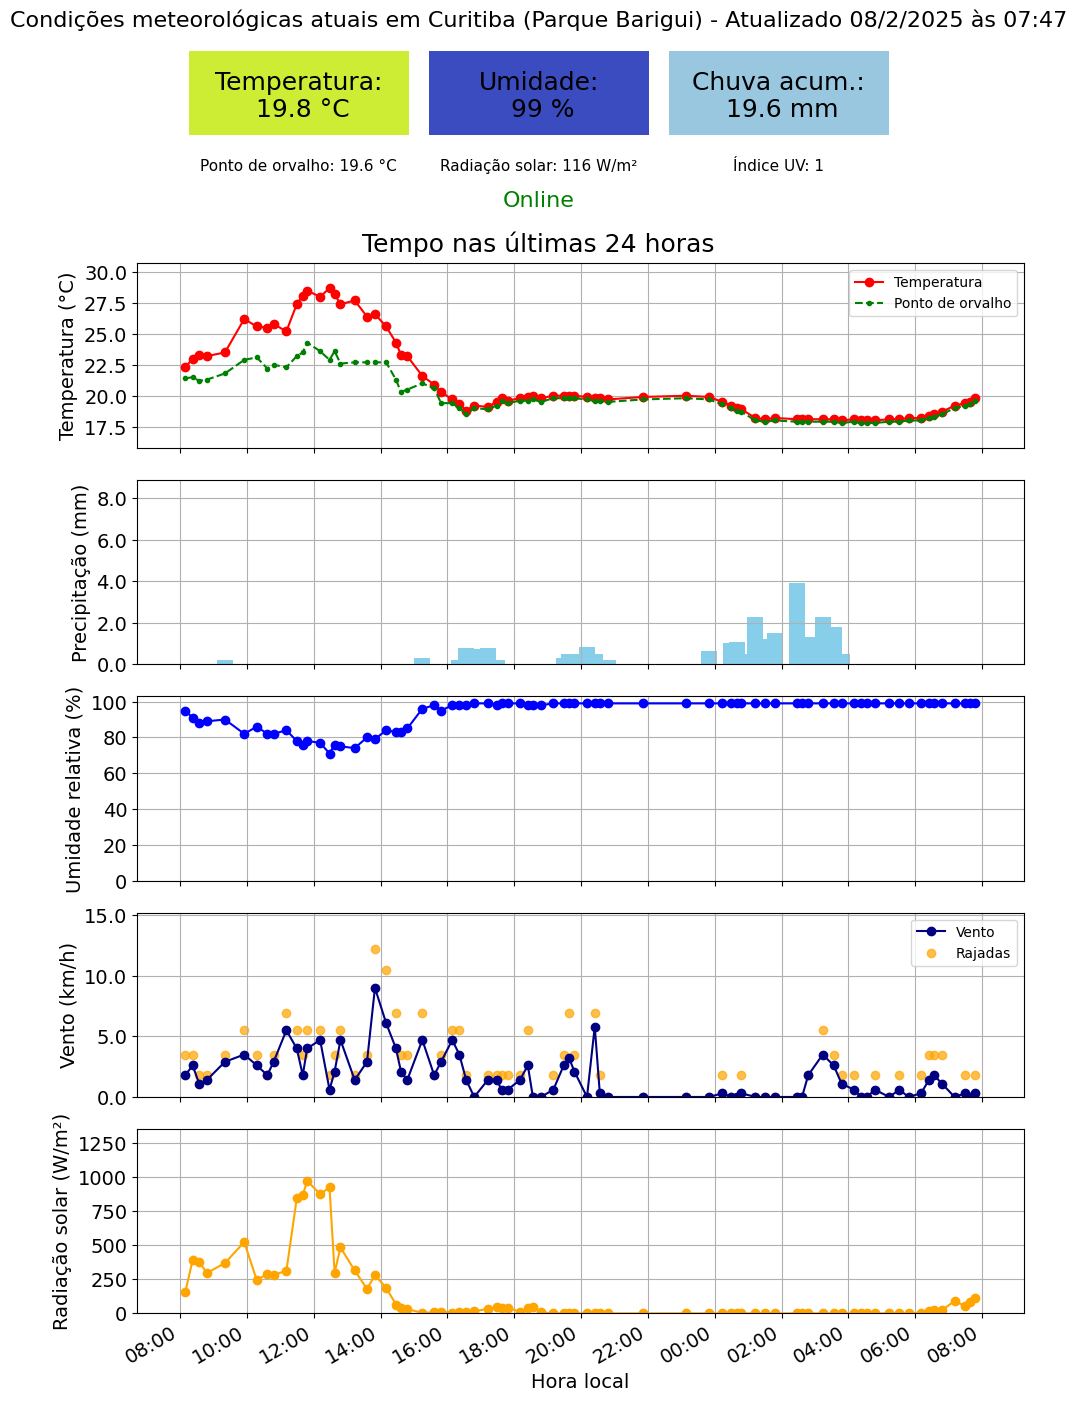 Condições meteorológicas atuais em Curitiba (Parque Barigui) - Atualizado 08/2/2025 às 07:47
Temperatura:
19.8 °C
Umidade:
99 %
Chuva acum.:
19.6 mm
Ponto de orvalho: 19.6 °C
Radiação solar: 116 W/m²
Índice UV: 1
Online
Tempo nas últimas 24 horas
Temperatura (°C)
30.0
27.5
25.0
22.5
20.0
17.5
Temperatura
Ponto de orvalho
Precipitação (mm)
8.0
6.0
4.0
2.0
0.0
Umidade relativa (%)
100
80
60
40
20
0
Vento (km/h)
15.0
10.0
5.0
0.0
Vento
Rajadas
Radiação solar (W/m²)
1250
1000
750
500
250
0
08:00
10:00
12:00
14:00
16:00
18:00
20:00
22:00
00:00
02:00
04:00
06:00
08:00
Hora local